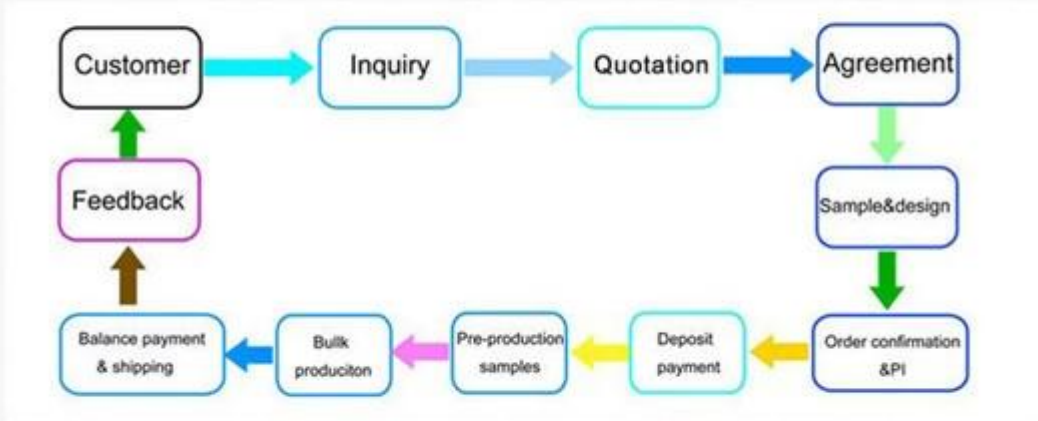 Customer
Inquiry
Quotation
Agreement
Sample&design
Order confirmation
&PI
Deposit
payment
Pre-production
samples
Bullk
produciton
Balance payment
& shipping
Feedback